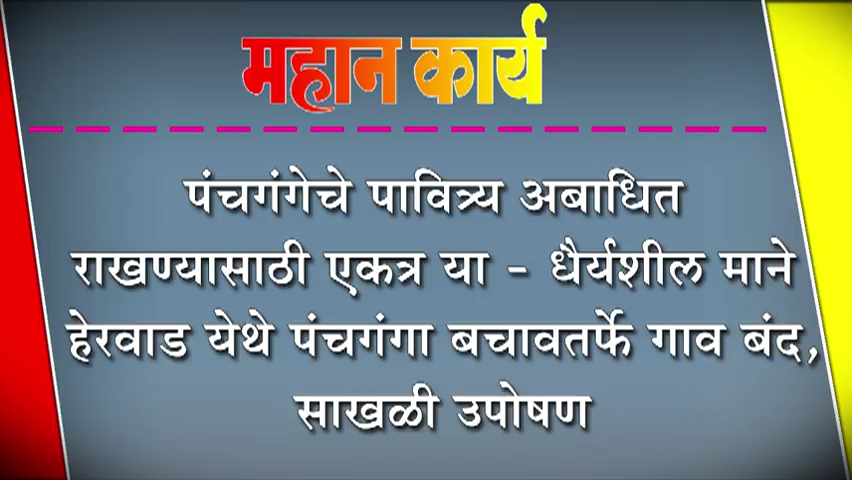 महान कार्य
पंचगंगेचे पावित्र्य अबाधित
राखण्यासाठी एकत्र या - धैर्यशील माने
हेरवाड येथे पंचगंगा बचावतर्फे गाव बंद,
साखळी उपोषण